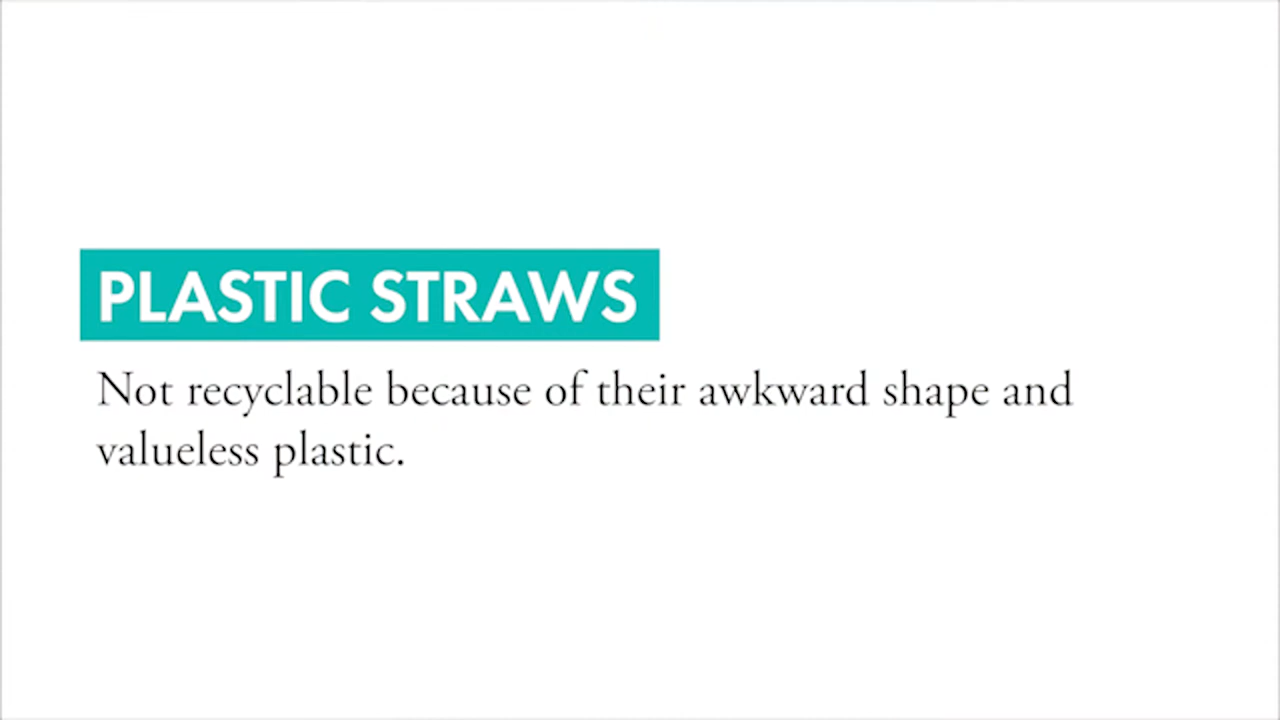 PLASTIC STRAWS
Not recyclable because of their awkward shape and
valueless plastic.